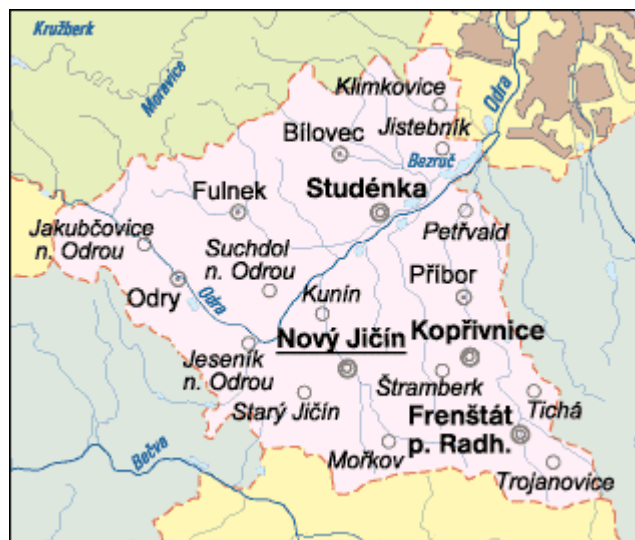 Kružberk
Moravice
Klimkovice
Odra
Bílovec
Jistebník
Bezruč
Studénka
Fulnek
Jakubčovice
n. Odrou
Suchdol
n. Odrou
Petřvald
Příbor
Odry
Odra
Kunín
Nový Jičín
Kopřivnice
Jeseník
n. Odrou
Štramberk
Starý Jičín
Tichá
Frenštát
p. Radh.
Mořkov
Bečva
Trojanovice